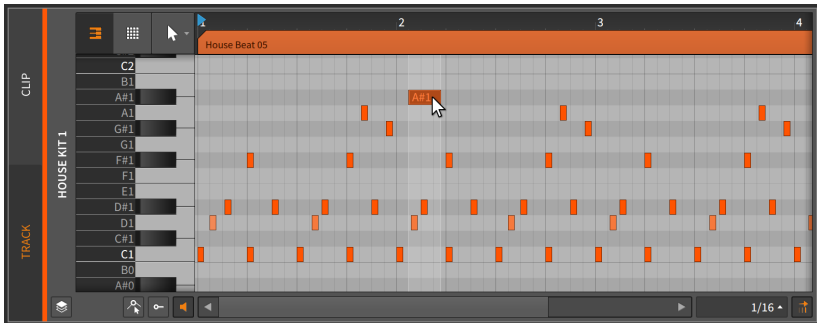 1 2 3 4
House Beat 05
CLIP
TRACK
HOUSE KIT 1
C2
B1
A#1
A#1
A1
G#1
G1
F#1
F1
E1
D#1
D1
C#1
C1
B0
A#0
1/16